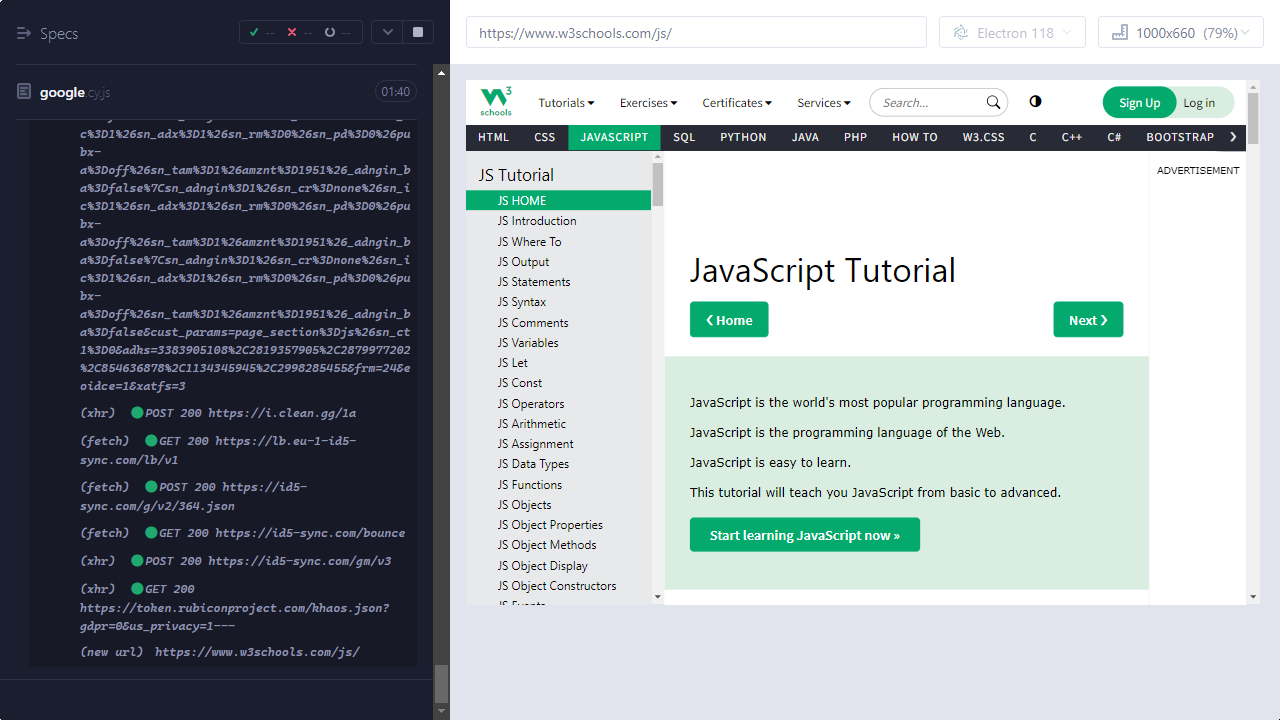 Specs
--
--
--
google.cy.js
01:40
c%3D1%26sn_adx%3D1%26sn_rm%3D0%26sn_pd%3D0%26pu
bx-
a%3Doff%26sn_tam%3D1%26amznt%3D1951%26_adngin_b
a%3Dfalse%7Csn_adngin%3D1%26sn_cr%3Dnone%26sn_i
c%3D1%26sn_adx%3D1%26sn_rm%3D0%26sn_pd%3D0%26pu
bx-
a%3Doff%26sn_tam%3D1%26amznt%3D1951%26_adngin_b
a%3Dfalse%7Csn_adngin%3D1%26sn_cr%3Dnone%26sn_i
c%3D1%26sn_adx%3D1%26sn_rm%3D0%26sn_pd%3D0%26pu
bx-
a%3Doff%26sn_tam%3D1%26amznt%3D1951%26_adngin_b
a%3Dfalse&cust_params=page_section%3Djs%26sn_ct
1%3D0&adks=3383905108%2C2819357905%2C2879977202
%2C854636878%2C1134345945%2C2998285455&frm=24&e
oidce=1&xatfs=3
(xhr) POST 200 https://i.clean.gg/1a
(fetch) GET 200 https://lb.eu-1-id5-
sync.com/lb/v1
(fetch) POST 200 https://id5-
sync.com/g/v2/364.json
(fetch) GET 200 https://id5-sync.com/bounce
(xhr) POST 200 https://id5-sync.com/gm/v3
(xhr) GET 200
https://token.rubiconproject.com/khaos.json?
gdpr=0&us_privacy=1---
(new url) https://www.w3schools.com/js/
https://www.w3schools.com/js/
Electron 118
1000x660 (79%)
W3 schools
Tutorials
Exercises
Certificates
Services
Search...
Sign Up
Log in
HTML
CSS
JAVASCRIPT
SQL
PYTHON
JAVA
PHP
HOW TO
W3.CSS
C
C++
C#
BOOTSTRAP
❯
JS Tutorial
JS HOME
JS Introduction
JS Where To
JS Output
JS Statements
JS Syntax
JS Comments
JS Variables
JS Let
JS Const
JS Operators
JS Arithmetic
JS Assignment
JS Data Types
JS Functions
JS Objects
JS Object Properties
JS Object Methods
JS Object Display
JS Object Constructors
JS Events
JavaScript Tutorial
❮ Home
Next ❯
JavaScript is the world's most popular programming language.
JavaScript is the programming language of the Web.
JavaScript is easy to learn.
This tutorial will teach you JavaScript from basic to advanced.
Start learning JavaScript now »
ADVERTISEMENT